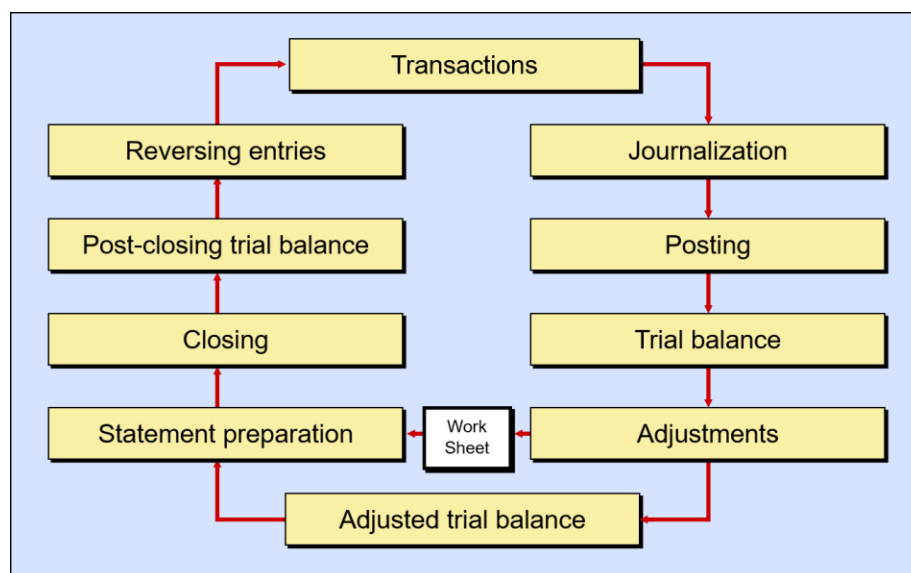 Transactions
Journalization
Posting
Trial balance
Adjustments
Work
Sheet
Adjusted trial balance
Statement preparation
Closing
Post-closing trial balance
Reversing entries